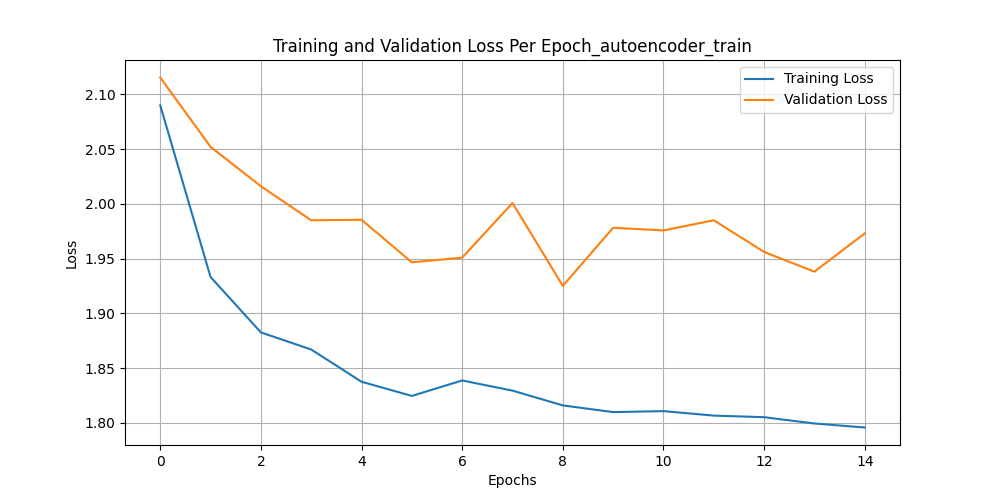 Training and Validation Loss Per Epoch_autoencoder_train
Training Loss
Validation Loss
2.10
2.05
2.00
1.95
1.90
1.85
1.80
Loss
0 2 4 6 8 10 12 14
Epochs